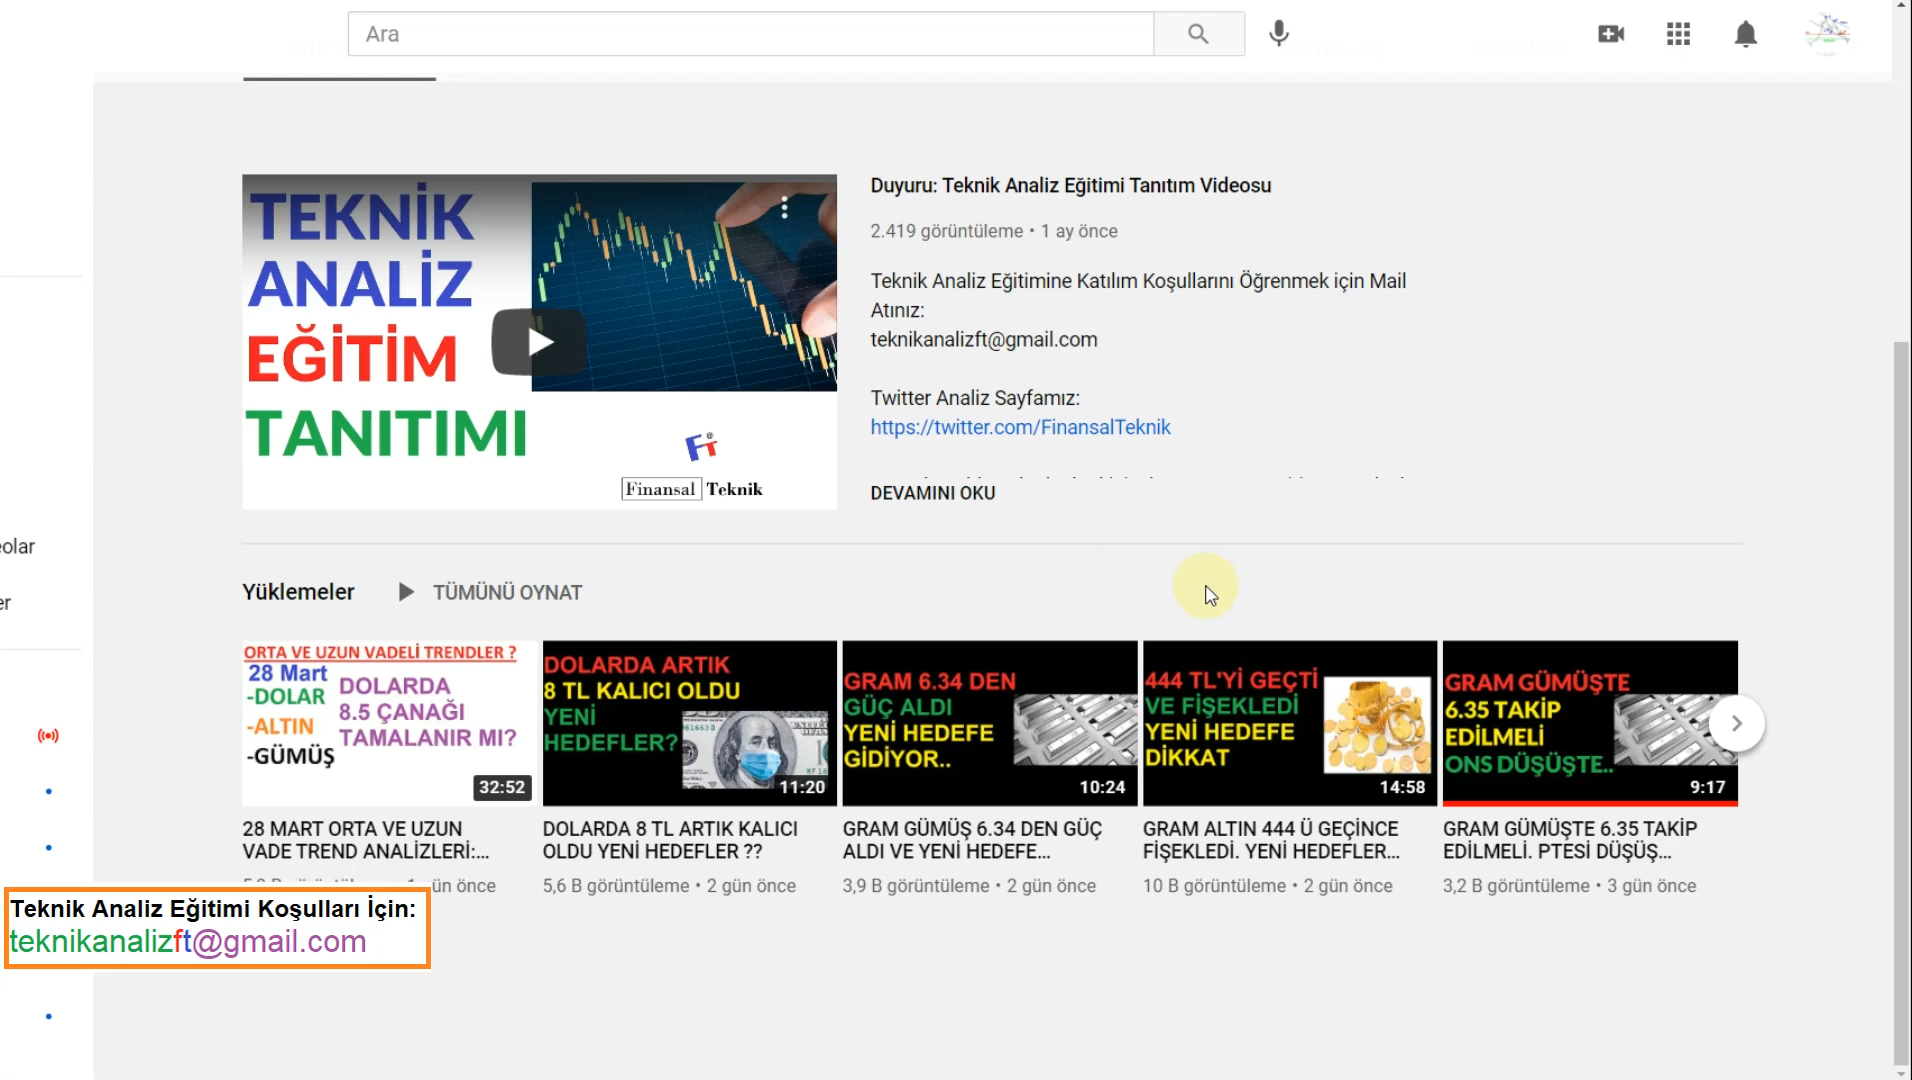 Ara
TEKNİK
ANALİZ
EĞİTİM
TANITIMI
Finansal Teknik
Duyuru: Teknik Analiz Eğitimi Tanıtım Videosu
2.419 görüntüleme • 1 ay önce
Teknik Analiz Eğitimine Katılım Koşullarını Öğrenmek için Mail
Atınız:
teknikanalizft@gmail.com
Twitter Analiz Sayfamız:
https://twitter.com/FinansalTeknik
DEVAMINI OKU
eolar
er
Yüklemeler
TÜMÜNÜ OYNAT
ORTA VE UZUN VADELİ TRENDLER ?
28 Mart
-DOLAR
-ALTIN
-GÜMÜŞ
DOLARDA
8.5 ÇANAĞI
TAMALANIR MI?
32:52
28 MART ORTA VE UZUN
VADE TREND ANALİZLERİ:...
ün önce
DOLARDA ARTIK
8 TL KALICI OLDU
YENİ
HEDEFLER?
11:20
DOLARDA 8 TL ARTIK KALICI
OLDU YENİ HEDEFLER ??
5,6 B görüntüleme • 2 gün önce
GRAM 6.34 DEN
GÜÇ ALDI
YENİ HEDEFE
GİDİYOR..
10:24
GRAM GÜMÜŞ 6.34 DEN GÜÇ
ALDI VE YENİ HEDEFE...
3,9 B görüntüleme • 2 gün önce
444 TL'Yİ GEÇTİ
VE FİŞEKLEDİ
YENİ HEDEFE
DİKKAT
14:58
GRAM ALTIN 444 Ü GEÇİNCE
FİŞEKLEDİ. YENİ HEDEFLER...
10 B görüntüleme • 2 gün önce
GRAM GÜMÜŞTE
6.35 TAKİP
EDİLMELİ
ONS DÜŞÜŞTE..
9:17
GRAM GÜMÜŞTE 6.35 TAKİP
EDİLMELİ. PTESİ DÜŞÜŞ...
3,2 B görüntüleme • 3 gün önce
Teknik Analiz Eğitimi Koşulları İçin:
teknikanalizft@gmail.com